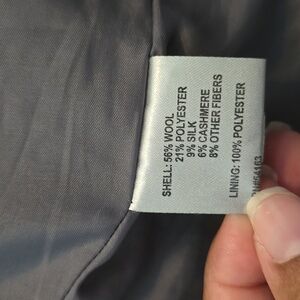 SHELL: 56% WOOL
21% POLYESTER
9% SILK
6% CASHMERE
8% OTHER FIBERS
LINING: 100% POLYESTER